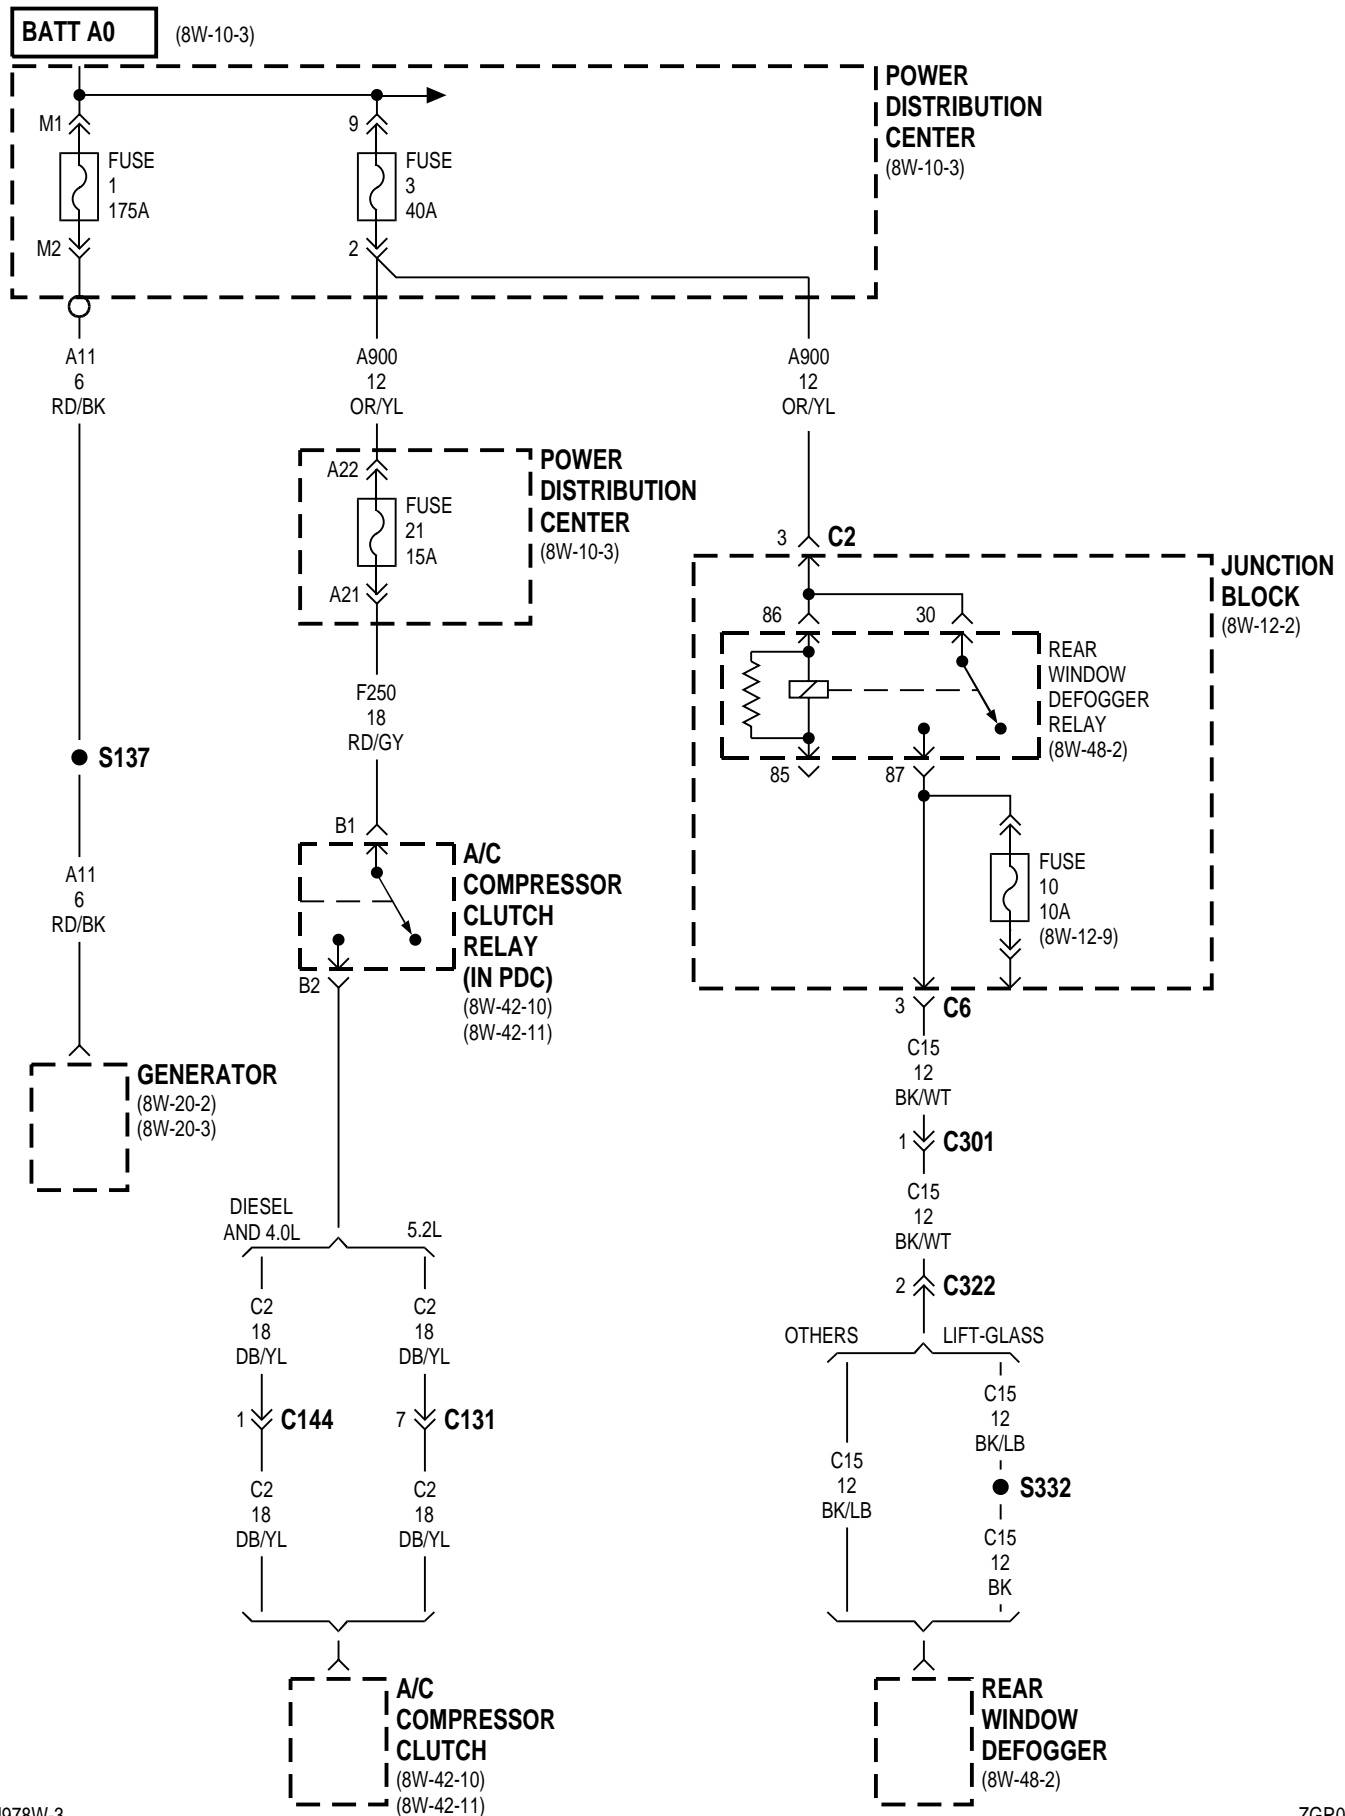 BATT A0
(8W-10-3)
POWER
DISTRIBUTION
CENTER
(8W-10-3)
M1
FUSE
1
175A
M2
9
FUSE
3
40A
2
A11
6
RD/BK
A900
12
OR/YL
A900
12
OR/YL
A22
FUSE
21
15A
A21
POWER
DISTRIBUTION
CENTER
(8W-10-3)
3 C2
JUNCTION
BLOCK
(8W-12-2)
86
30
REAR
WINDOW
DEFOGGER
RELAY
(8W-48-2)
85
87
F250
18
RD/GY
S137
B1
A/C
COMPRESSOR
CLUTCH
RELAY
(IN PDC)
(8W-42-10)
(8W-42-11)
B2
FUSE
10
10A
(8W-12-9)
A11
6
RD/BK
3 C6
C15
12
BK/WT
GENERATOR
(8W-20-2)
(8W-20-3)
1 C301
C15
12
BK/WT
DIESEL
AND 4.0L
5.2L
2 C322
C2
18
DB/YL
C2
18
DB/YL
OTHERS
LIFT-GLASS
1 C144
7 C131
C15
12
BK/LB
C15
12
BK/LB
S332
C2
18
DB/YL
C2
18
DB/YL
C15
12
BK
A/C
COMPRESSOR
CLUTCH
(8W-42-10)
(8W-42-11)
REAR
WINDOW
DEFOGGER
(8W-48-2)